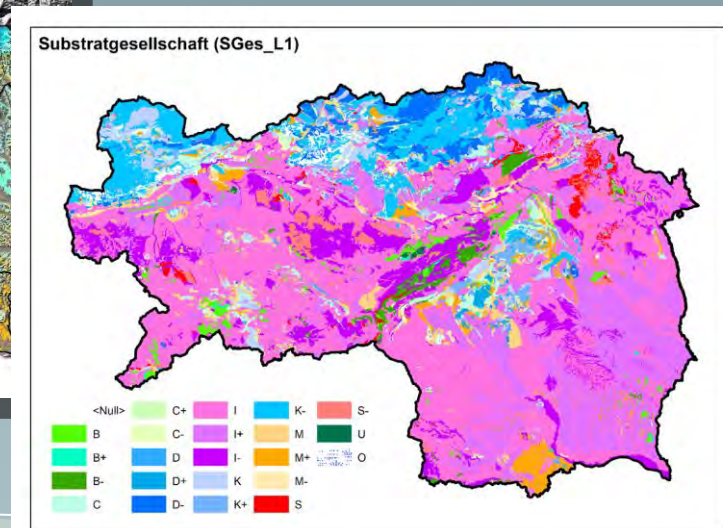 Substratgesellschaft (SGes_L1)
<Null> C+ I K- S-
B C- I+ M U
B+ D I- M+ O
B- D+ K M-
C D- K+ S